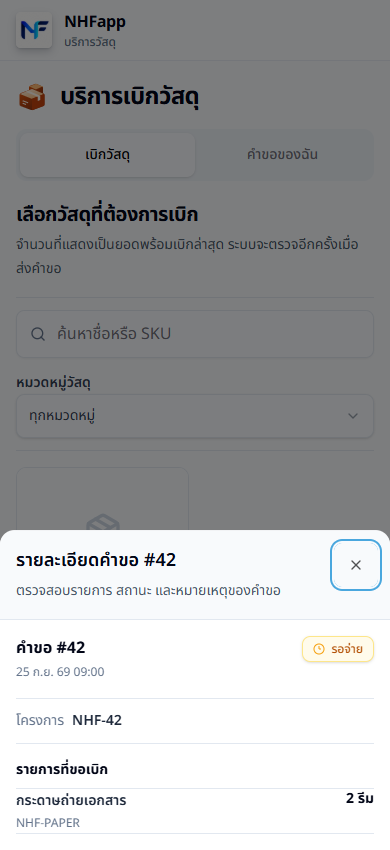 NHFapp
บริการวัสดุ
บริการเบิกวัสดุ
เบิกวัสดุ
คำขอของฉัน
เลือกวัสดุที่ต้องการเบิก
จำนวนที่แสดงเป็นยอดพร้อมเบิกล่าสุด ระบบจะตรวจอีกครั้งเมื่อ
ส่งคำขอ
ค้นหาชื่อหรือ SKU
หมวดหมู่วัสดุ
ทุกหมวดหมู่
รายละเอียดคำขอ #42
ตรวจสอบรายการ สถานะ และหมายเหตุของคำขอ
คำขอ #42
รอจ่าย
25 ก.ย. 69 09:00
โครงการ NHF-42
รายการที่ขอเบิก
กระดาษถ่ายเอกสาร
2 รีม
NHF-PAPER